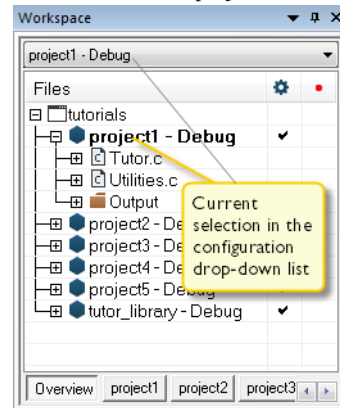 Workspace
project1 - Debug
Files
tutorials
project1 - Debug
Tutor.c
Utilities.c
Output
project2 - De
project3 - De
project4 - De
project5 - Debug
tutor_library - Debug
Current
selection in the
configuration
drop-down list
Overview project1 project2 project3